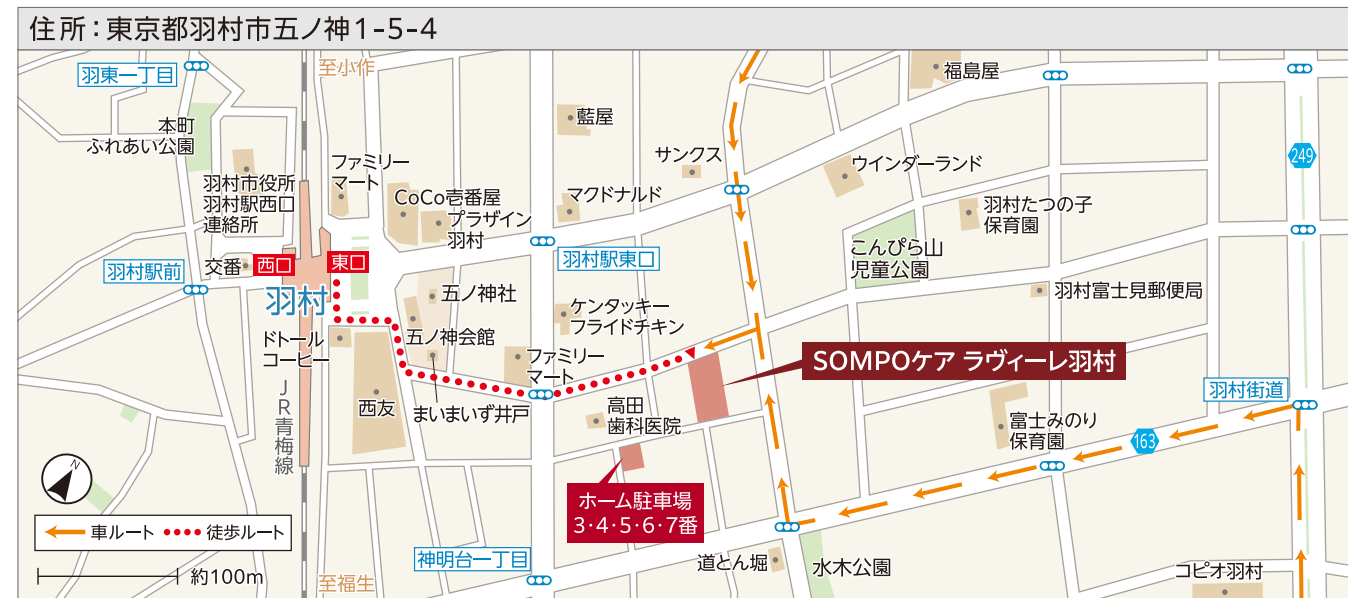 住所：東京都羽村市五ノ神1-5-4
至小作
羽東一丁目
福島屋
本町
ふれあい公園
藍屋
サンクス
ファミリー
マート
ウインダーランド
249
羽村市役所
羽村駅西口
連絡所
CoCo壱番屋
プラザイン
羽村
マクドナルド
羽村たつの子
保育園
こんぴら山
児童公園
羽村駅前
交番
西口
東口
羽村駅東口
羽村
五ノ神社
羽村富士見郵便局
ケンタッキー
フライドチキン
ドトール
コーヒー
五ノ神会館
ファミリー
マート
SOMPOケア ラヴィーレ羽村
JR青梅線
西友
まいまいず井戸
高田
歯科医院
羽村街道
富士みのり
保育園
163
N
ホーム駐車場
3･4･5･6･7番
車ルート
徒歩ルート
神明台一丁目
道とん堀
水木公園
コピオ羽村
約100m
至福生